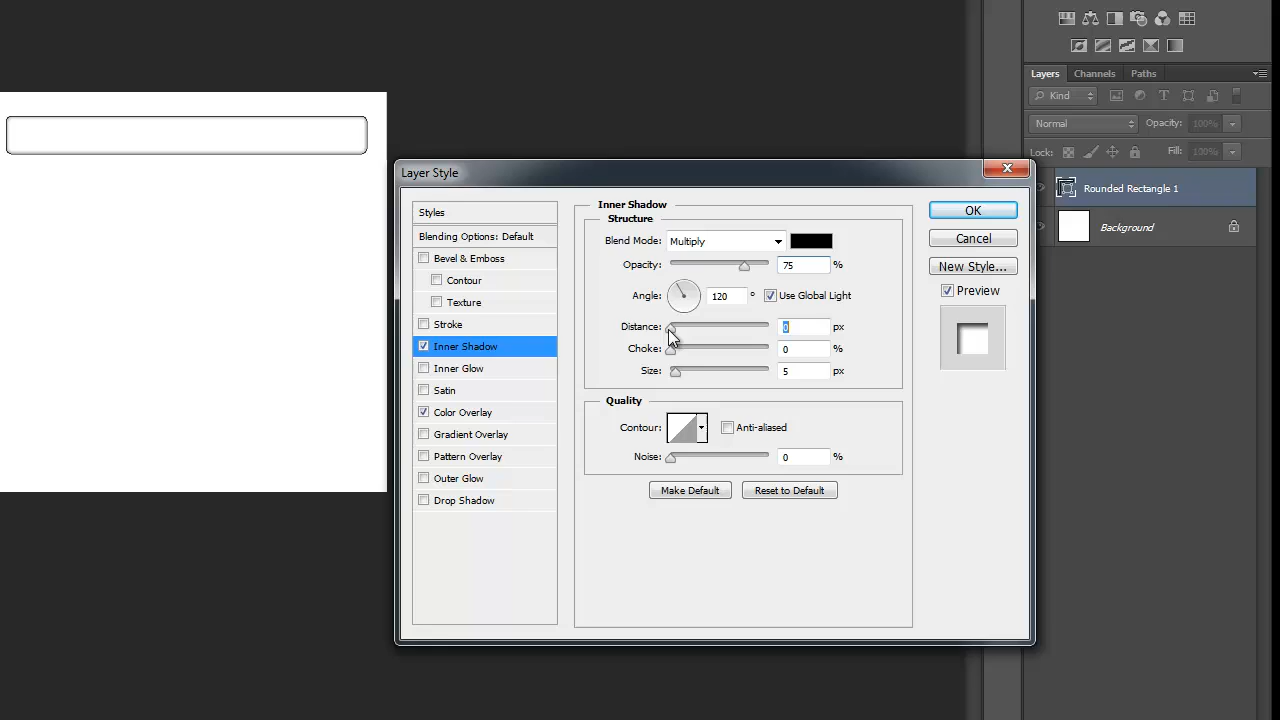 Layers Channels Paths
Kind
Normal Opacity: 100%
Lock: Fill: 100%
Rounded Rectangle 1
Background
Layer Style
Styles
Blending Options: Default
Bevel & Emboss
Contour
Texture
Stroke
Inner Shadow
Inner Glow
Satin
Color Overlay
Gradient Overlay
Pattern Overlay
Outer Glow
Drop Shadow
Inner Shadow
Structure
Blend Mode: Multiply
Opacity: 75 %
Angle: 120 ° Use Global Light
Distance: 0 px
Choke: 0 %
Size: 5 px
Quality
Contour: Anti-aliased
Noise: 0 %
Make Default Reset to Default
OK
Cancel
New Style...
Preview